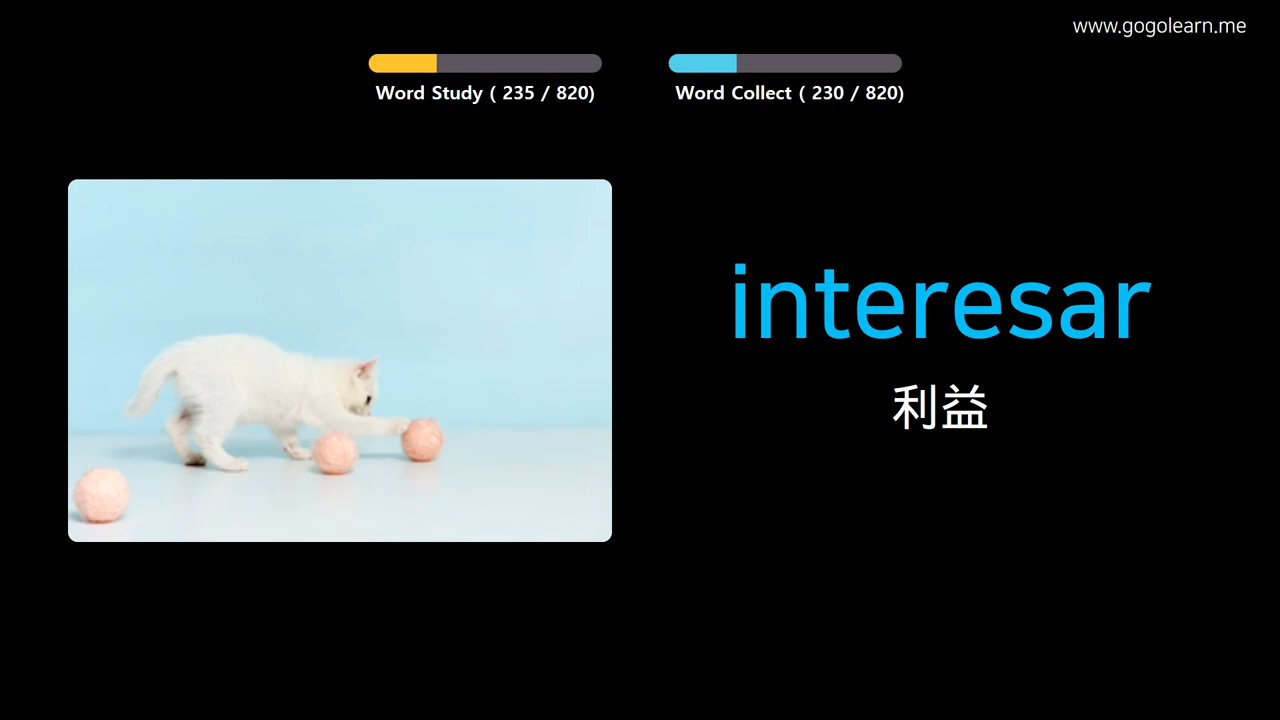 www.gogolearn.me
Word Study ( 235 / 820)
Word Collect ( 230 / 820)
interesar
利益